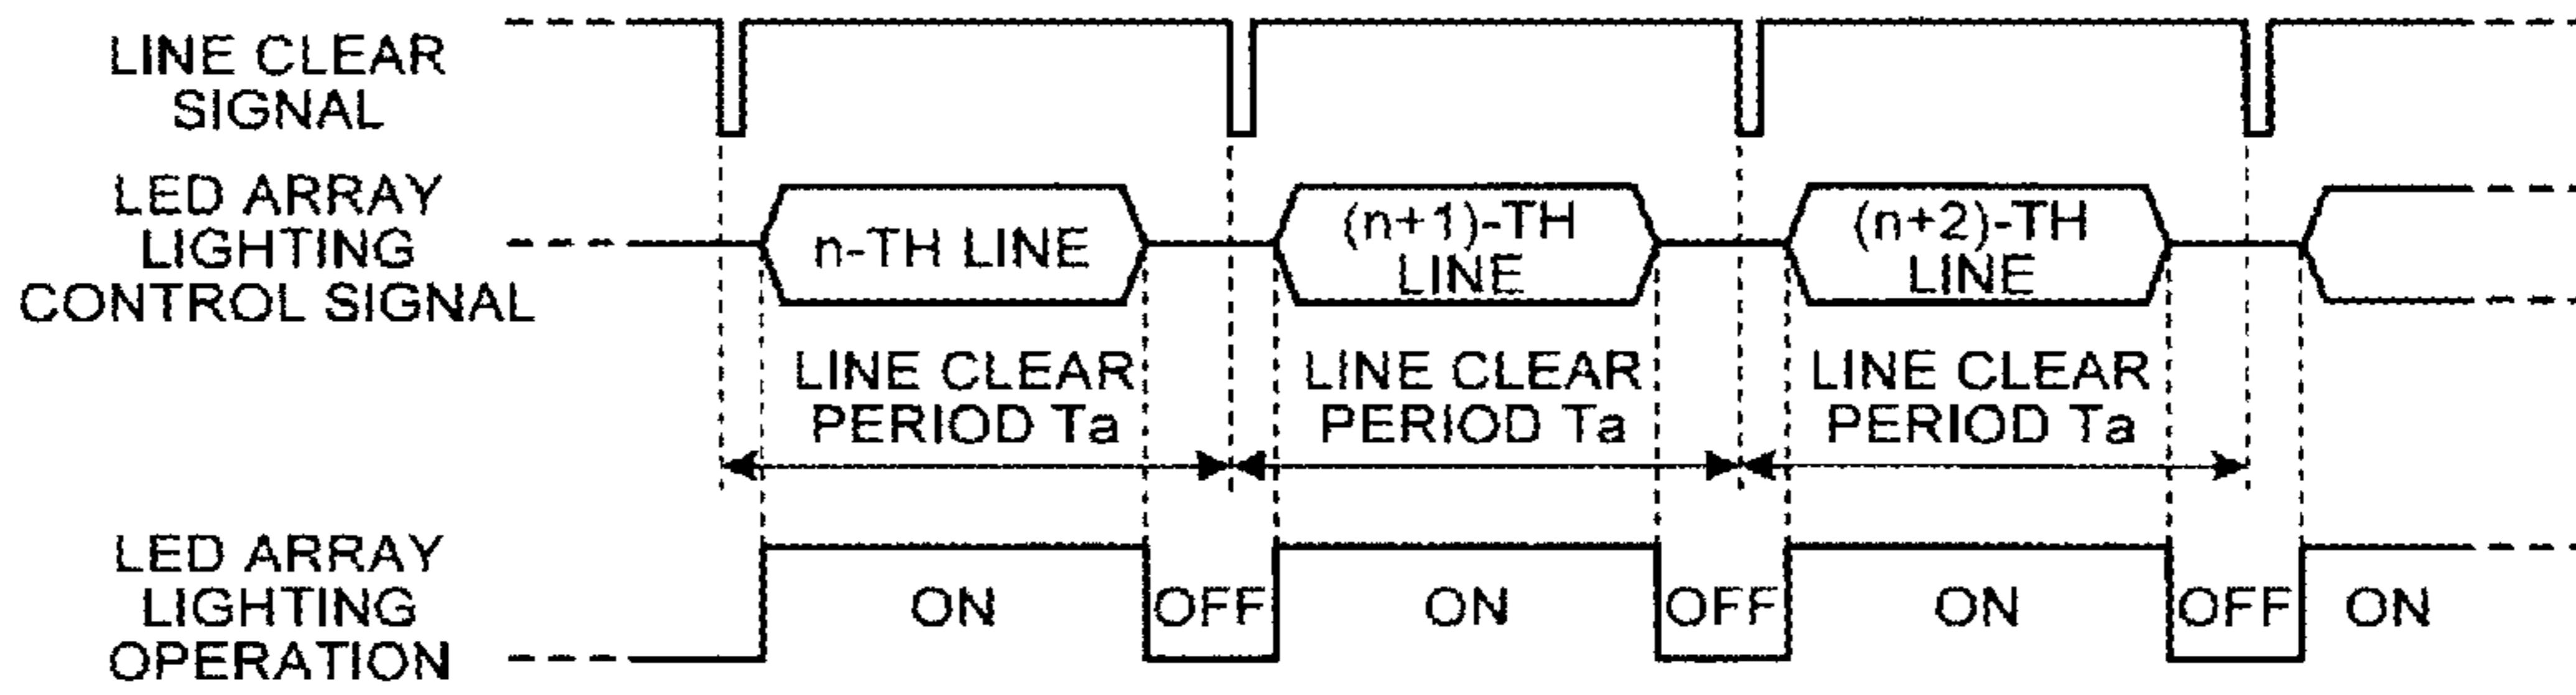 LINE CLEAR
SIGNAL
LED ARRAY
LIGHTING
CONTROL SIGNAL
n-TH LINE
(n+1)-TH
LINE
(n+2)-TH
LINE
LINE CLEAR
PERIOD Ta
LINE CLEAR
PERIOD Ta
LINE CLEAR
PERIOD Ta
LED ARRAY
LIGHTING
OPERATION
ON
OFF
ON
OFF
ON
OFF
ON